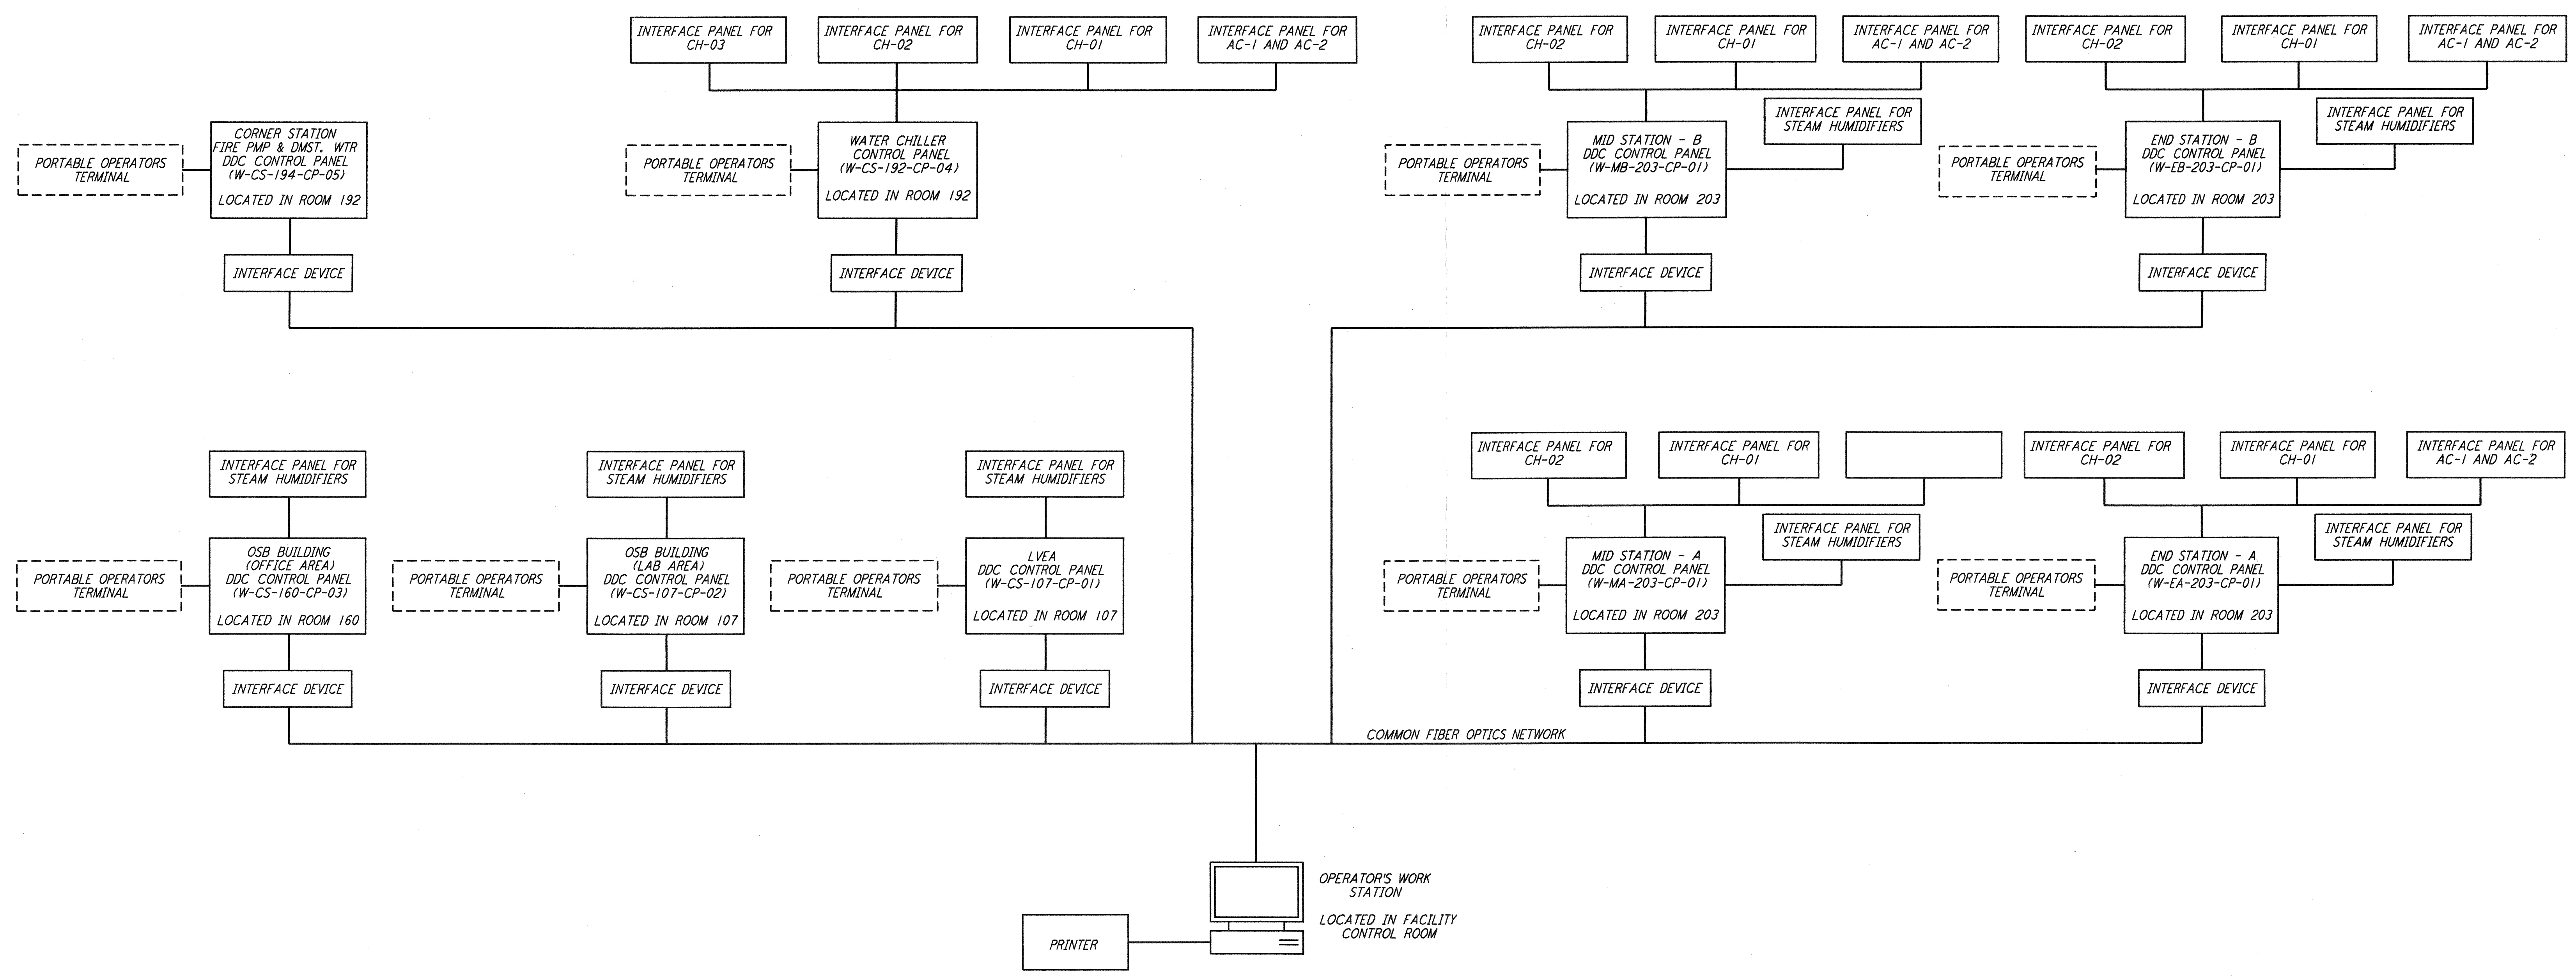 INTERFACE PANEL FOR
CH-03
INTERFACE PANEL FOR
CH-02
INTERFACE PANEL FOR
CH-01
INTERFACE PANEL FOR
AC-1 AND AC-2
INTERFACE PANEL FOR
CH-02
INTERFACE PANEL FOR
CH-01
INTERFACE PANEL FOR
AC-1 AND AC-2
INTERFACE PANEL FOR
CH-02
INTERFACE PANEL FOR
CH-01
INTERFACE PANEL FOR
AC-1 AND AC-2
PORTABLE OPERATORS
TERMINAL
CORNER STATION
FIRE PMP & DMST. WTR
DDC CONTROL PANEL
(W-CS-194-CP-05)
LOCATED IN ROOM 192
PORTABLE OPERATORS
TERMINAL
WATER CHILLER
CONTROL PANEL
(W-CS-192-CP-04)
LOCATED IN ROOM 192
PORTABLE OPERATORS
TERMINAL
MID STATION - B
DDC CONTROL PANEL
(W-MB-203-CP-01)
LOCATED IN ROOM 203
INTERFACE PANEL FOR
STEAM HUMIDIFIERS
PORTABLE OPERATORS
TERMINAL
END STATION - B
DDC CONTROL PANEL
(W-EB-203-CP-01)
LOCATED IN ROOM 203
INTERFACE PANEL FOR
STEAM HUMIDIFIERS
INTERFACE DEVICE
INTERFACE DEVICE
INTERFACE DEVICE
INTERFACE DEVICE
INTERFACE PANEL FOR
STEAM HUMIDIFIERS
INTERFACE PANEL FOR
STEAM HUMIDIFIERS
INTERFACE PANEL FOR
STEAM HUMIDIFIERS
INTERFACE PANEL FOR
CH-02
INTERFACE PANEL FOR
CH-01
INTERFACE PANEL FOR
CH-02
INTERFACE PANEL FOR
CH-01
INTERFACE PANEL FOR
AC-1 AND AC-2
PORTABLE OPERATORS
TERMINAL
OSB BUILDING
(OFFICE AREA)
DDC CONTROL PANEL
(W-CS-160-CP-03)
LOCATED IN ROOM 160
PORTABLE OPERATORS
TERMINAL
OSB BUILDING
(LAB AREA)
DDC CONTROL PANEL
(W-CS-107-CP-02)
LOCATED IN ROOM 107
PORTABLE OPERATORS
TERMINAL
LVEA
DDC CONTROL PANEL
(W-CS-107-CP-01)
LOCATED IN ROOM 107
PORTABLE OPERATORS
TERMINAL
MID STATION - A
DDC CONTROL PANEL
(W-MA-203-CP-01)
LOCATED IN ROOM 203
INTERFACE PANEL FOR
STEAM HUMIDIFIERS
PORTABLE OPERATORS
TERMINAL
END STATION - A
DDC CONTROL PANEL
(W-EA-203-CP-01)
LOCATED IN ROOM 203
INTERFACE PANEL FOR
STEAM HUMIDIFIERS
INTERFACE DEVICE
INTERFACE DEVICE
INTERFACE DEVICE
INTERFACE DEVICE
INTERFACE DEVICE
COMMON FIBER OPTICS NETWORK
OPERATOR'S WORK
STATION
LOCATED IN FACILITY
CONTROL ROOM
PRINTER